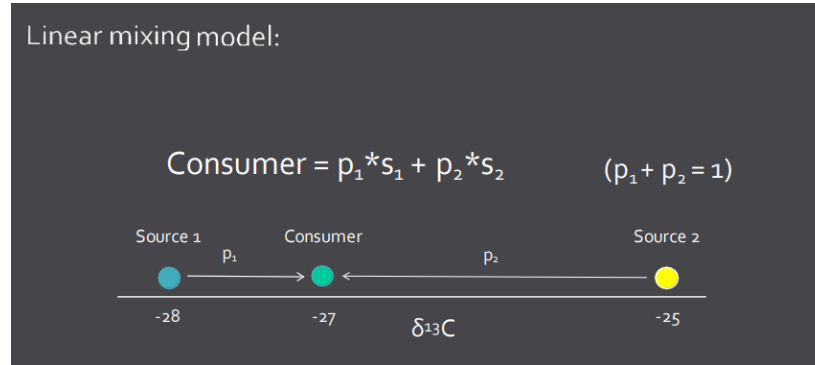 Linear mixing model:
Consumer = p₁*s₁ + p₂*s₂ (p₁+ p₂ = 1)
Source 1 Consumer Source 2
p₁ p₂
-28 -27 δ¹³C -25